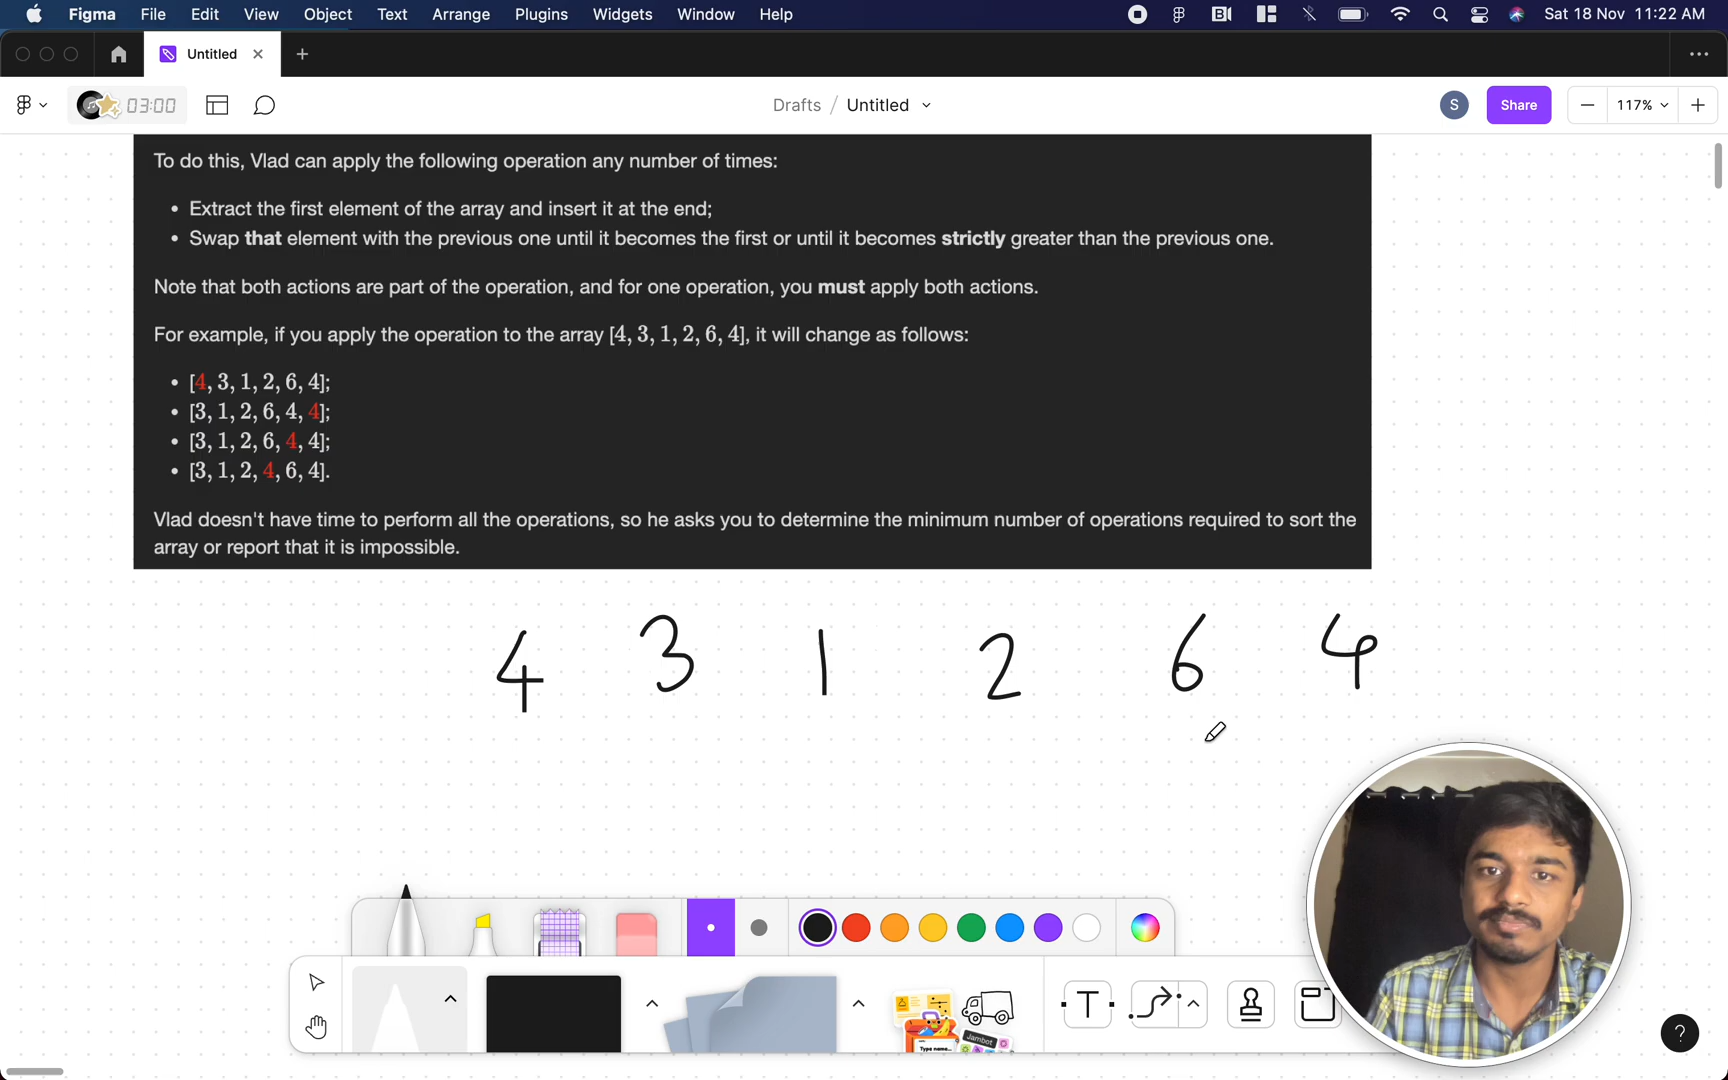 Figma File Edit View Object Text Arrange Plugins Widgets Window Help Sat 18 Nov 11:22 AM
Untitled
03:00 Drafts / Untitled S Share 117%
To do this, Vlad can apply the following operation any number of times:
• Extract the first element of the array and insert it at the end;
• Swap that element with the previous one until it becomes the first or until it becomes strictly greater than the previous one.
Note that both actions are part of the operation, and for one operation, you must apply both actions.
For example, if you apply the operation to the array [4, 3, 1, 2, 6, 4], it will change as follows:
• [4, 3, 1, 2, 6, 4];
• [3, 1, 2, 6, 4, 4];
• [3, 1, 2, 6, 4, 4];
• [3, 1, 2, 4, 6, 4].
Vlad doesn't have time to perform all the operations, so he asks you to determine the minimum number of operations required to sort the
array or report that it is impossible.
4 3 1 2 6 4
T
Jambot
Type name...
?